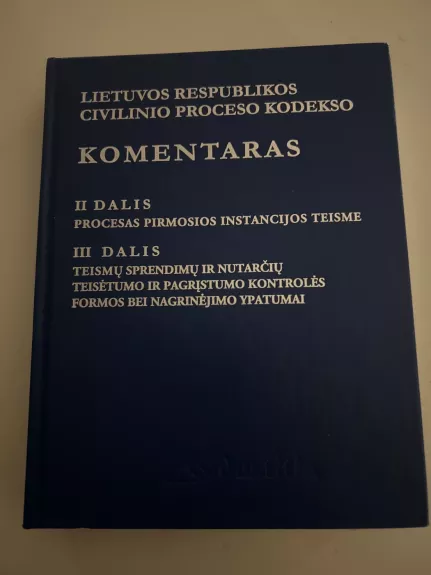 LIETUVOS RESPUBLIKOS
CIVILINIO PROCESO KODEKSO
KOMENTARAS
II DALIS
PROCESAS PIRMOSIOS INSTANCIJOS TEISME
III DALIS
TEISMŲ SPRENDIMŲ IR NUTARČIŲ
TEISĖTUMO IR PAGRĮSTUMO KONTROLĖS
FORMOS BEI NAGRINĖJIMO YPATUMAI